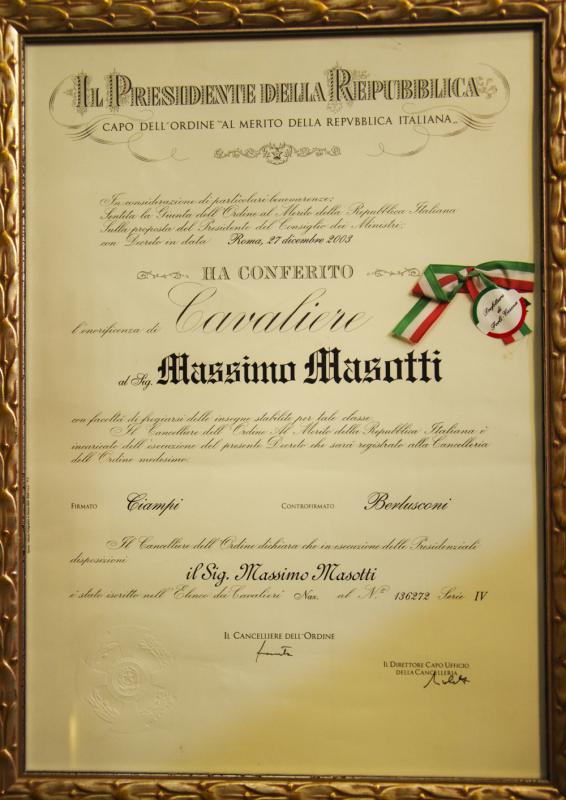 IL PRESIDENTE DELLA REPUBBLICA
CAPO DELL'ORDINE "AL MERITO DELLA REPVBBLICA ITALIANA„
In considerazione di particolari benemerenze;
Sentita la Giunta dell'Ordine al Merito della Repubblica Italiana
Sulla proposta del Presidente del Consiglio dei Ministri;
con Decreto in data Roma, 27 dicembre 2003
HA CONFERITO
l'onorificenza di Cavaliere
al Sig. Massimo Masotti
con facoltà di fregiarsi delle insegne stabilite per tale classe.
Il Cancelliere dell'Ordine Al Merito della Repubblica Italiana è
incaricato dell'esecuzione del presente Decreto che sarà registrato alla Cancelleria
dell'Ordine medesimo.
FIRMATO Ciampi CONTROFIRMATO Berlusconi
Il Cancelliere dell'Ordine dichiara che in esecuzione delle Presidenziali
disposizioni
il Sig. Massimo Masotti
è stato iscritto nell'Elenco dei Cavalieri Naz. al N.° 136272 Serie IV
IL CANCELLIERE DELL'ORDINE
IL DIRETTORE CAPO UFFICIO
DELLA CANCELLERIA
Prefettura
di
Forlì-Cesena